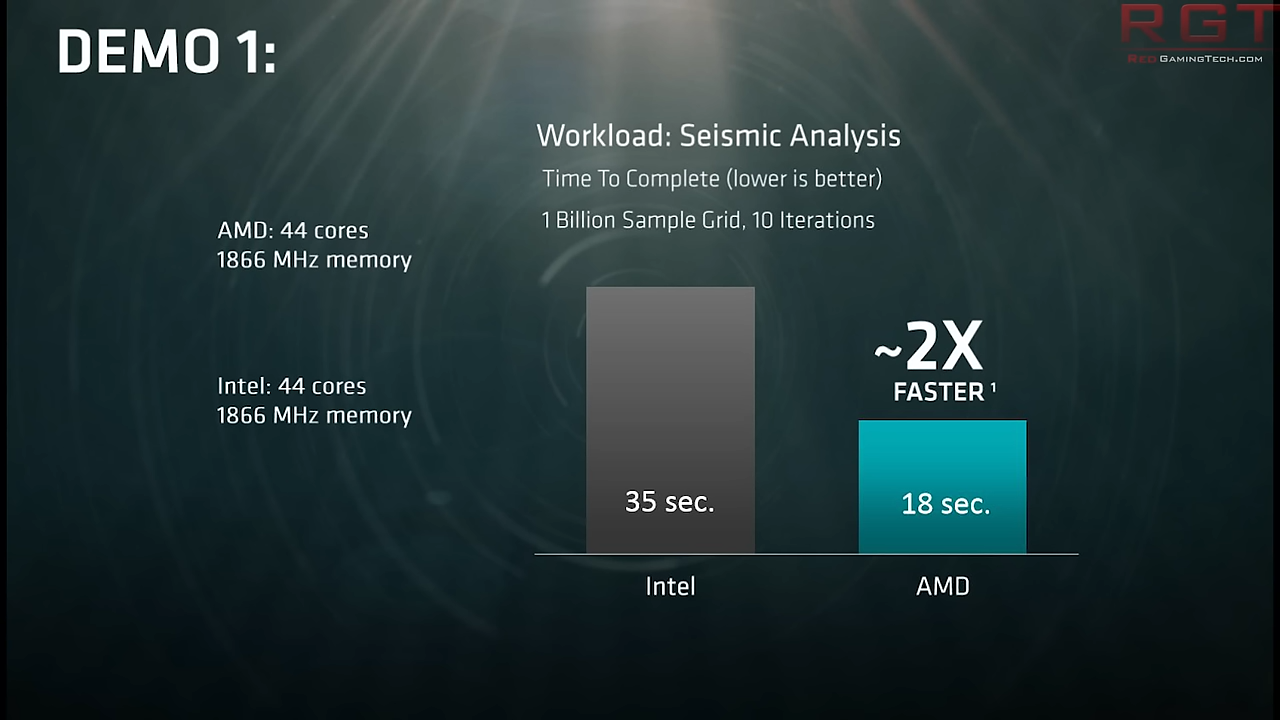 DEMO 1:
RGT
REDGAMINGTECH.COM
Workload: Seismic Analysis
Time To Complete (lower is better)
1 Billion Sample Grid, 10 Iterations
AMD: 44 cores
1866 MHz memory
Intel: 44 cores
1866 MHz memory
~2X
FASTER ¹
35 sec.
18 sec.
Intel
AMD